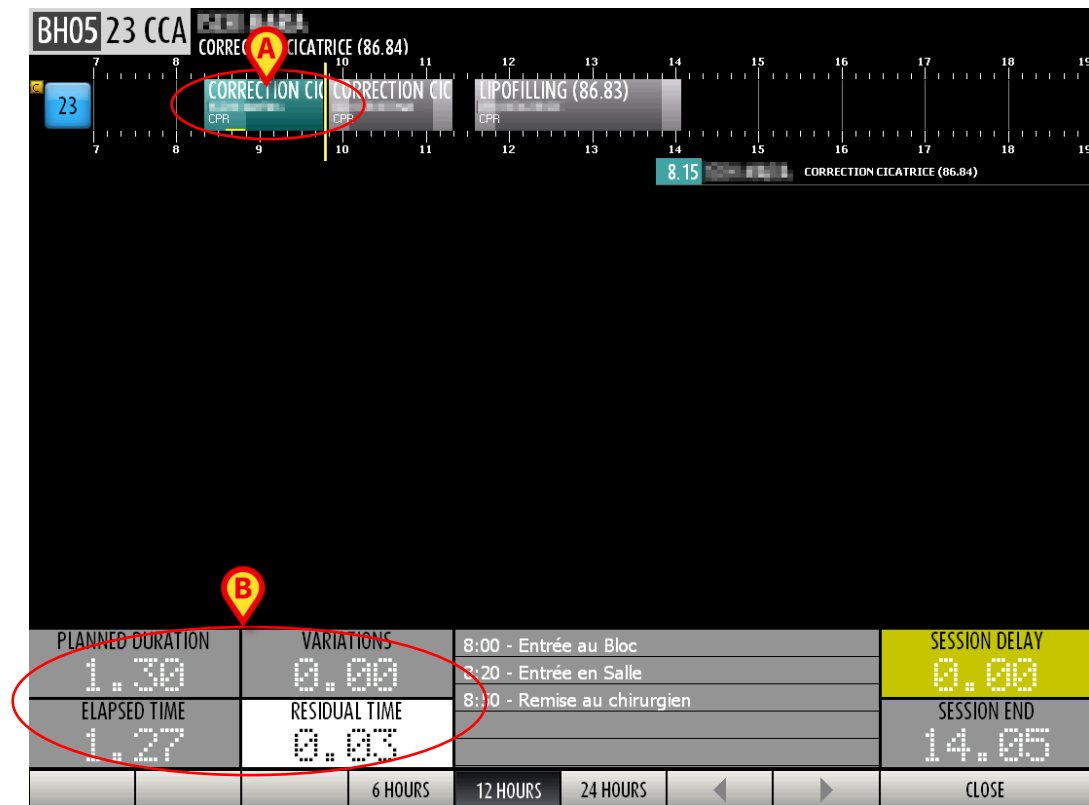 BH05 23 CCA
CORREC CICATRICE (86.84)
A
7 8 10 11 12 13 14 15 16 17 18 19
C
23
CORRECTION CIC
CPR
CORRECTION CIC
CPR
LIPOFILLING (86.83)
CPR
7 8 9 10 11 12 13 14 15 16 17 18 19
8.15 CORRECTION CICATRICE (86.84)
B
PLANNED DURATION
1.30
VARIATIONS
0.00
ELAPSED TIME
1.27
RESIDUAL TIME
0.03
8:00 - Entrée au Bloc
8:20 - Entrée en Salle
8:50 - Remise au chirurgien
SESSION DELAY
0.00
SESSION END
14.05
6 HOURS 12 HOURS 24 HOURS CLOSE